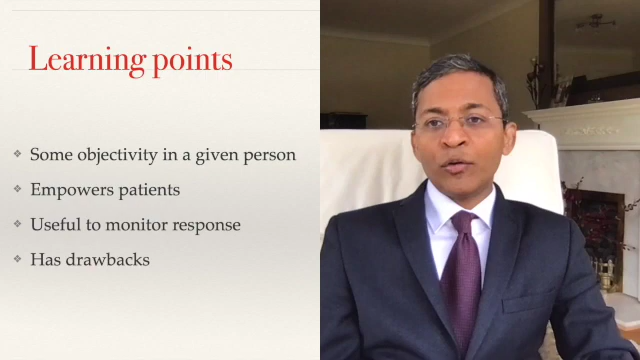 Learning points
Some objectivity in a given person
Empowers patients
Useful to monitor response
Has drawbacks